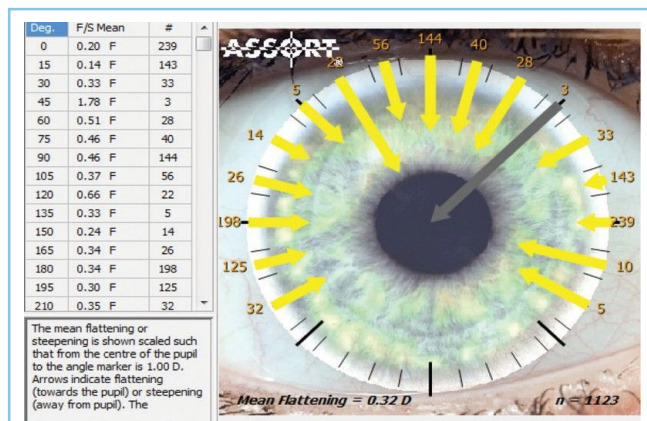 Deg. F/S Mean #
0 0.20 F 239
15 0.14 F 143
30 0.33 F 33
45 1.78 F 3
60 0.51 F 28
75 0.46 F 40
90 0.46 F 144
105 0.37 F 56
120 0.66 F 22
135 0.33 F 5
150 0.24 F 14
165 0.34 F 26
180 0.34 F 198
195 0.30 F 125
210 0.35 F 32
The mean flattening or
steepening is shown scaled such
that from the centre of the pupil
to the angle marker is 1.00 D.
Arrows indicate flattening
(towards the pupil) or steepening
(away from pupil). The
ASSORT
56 144 40
28
5 3
14 33
26 143
198 239
125 10
32 5
Mean Flattening = 0.32 D n = 1123